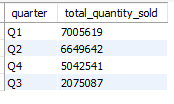 quarter total_quantity_sold
Q1 7005619
Q2 6649642
Q4 5042541
Q3 2075087